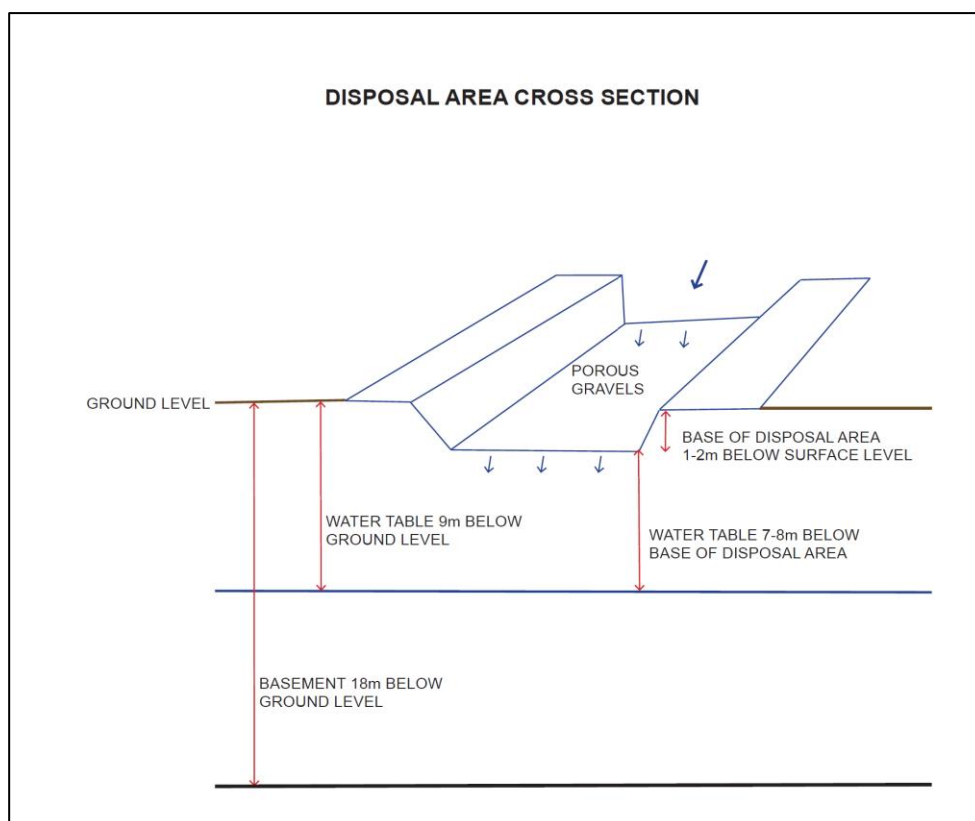 DISPOSAL AREA CROSS SECTION
POROUS
GRAVELS
GROUND LEVEL
BASE OF DISPOSAL AREA
1-2m BELOW SURFACE LEVEL
WATER TABLE 9m BELOW
GROUND LEVEL
WATER TABLE 7-8m BELOW
BASE OF DISPOSAL AREA
BASEMENT 18m BELOW
GROUND LEVEL